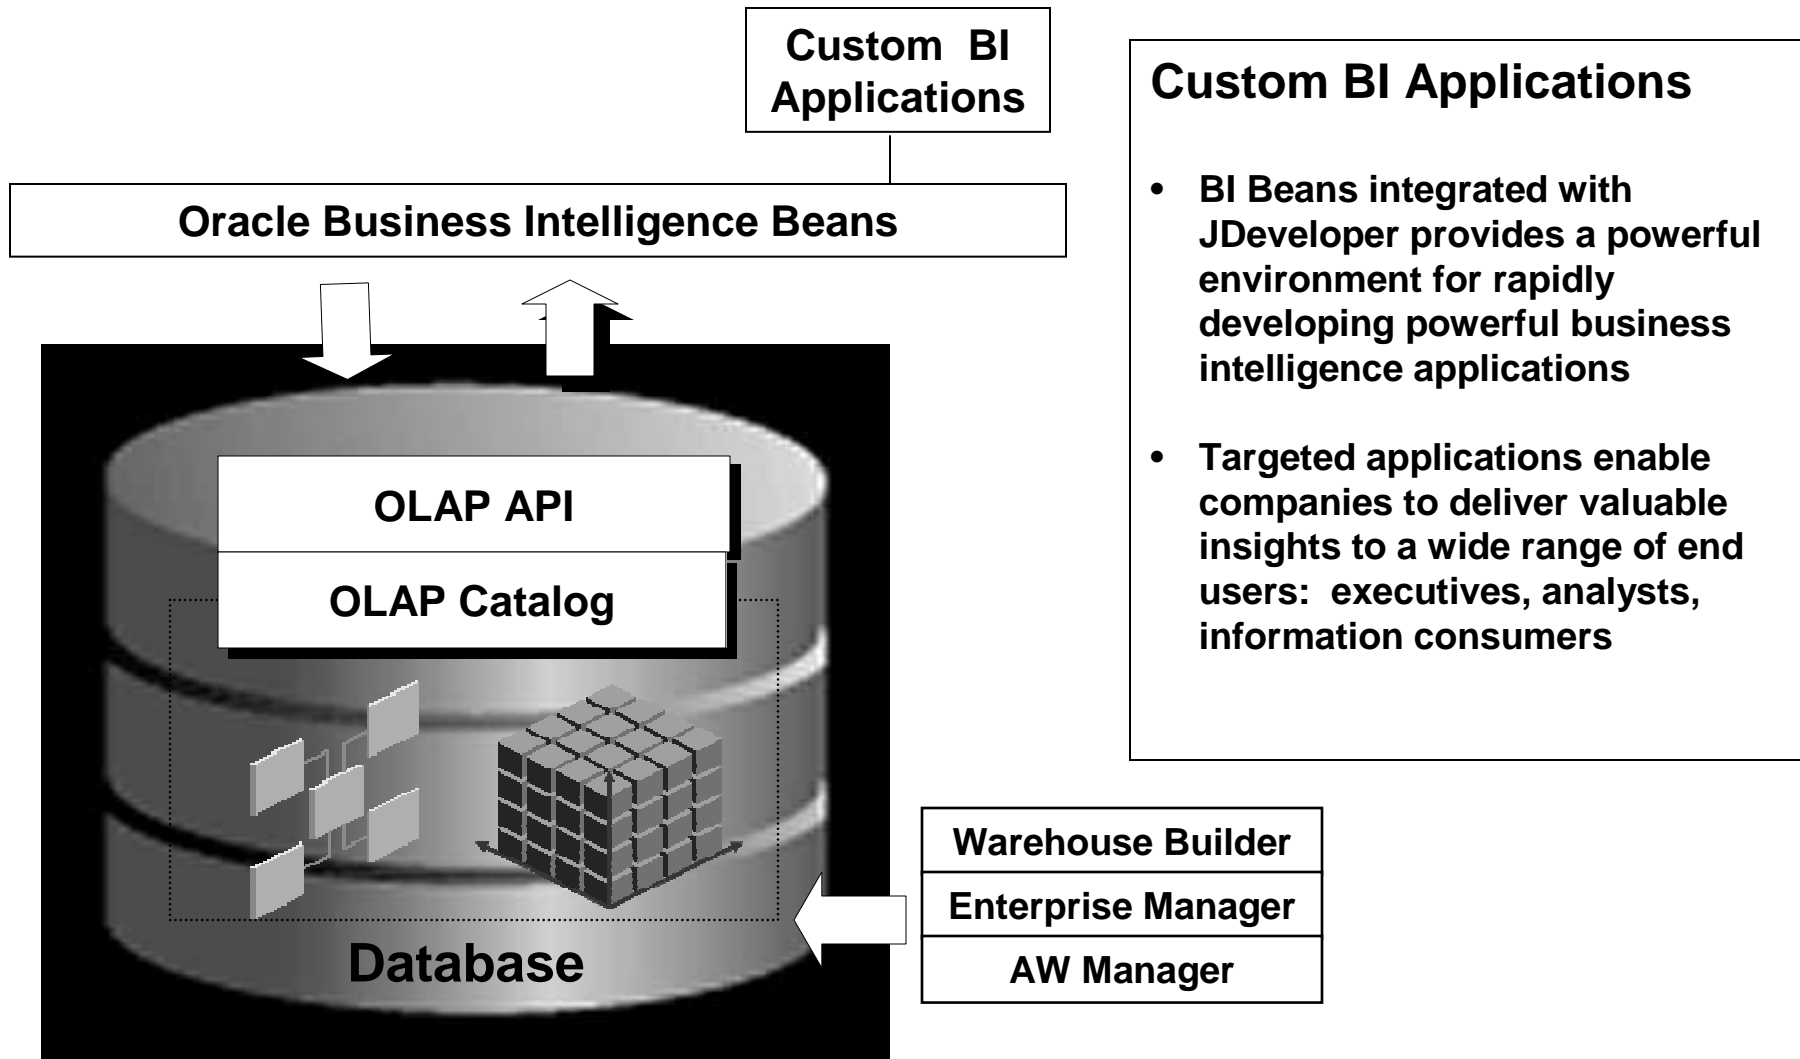 Custom BI
Applications
Oracle Business Intelligence Beans
OLAP API
OLAP Catalog
Database
Warehouse Builder
Enterprise Manager
AW Manager
Custom BI Applications
• BI Beans integrated with
JDeveloper provides a powerful
environment for rapidly
developing powerful business
intelligence applications
• Targeted applications enable
companies to deliver valuable
insights to a wide range of end
users: executives, analysts,
information consumers